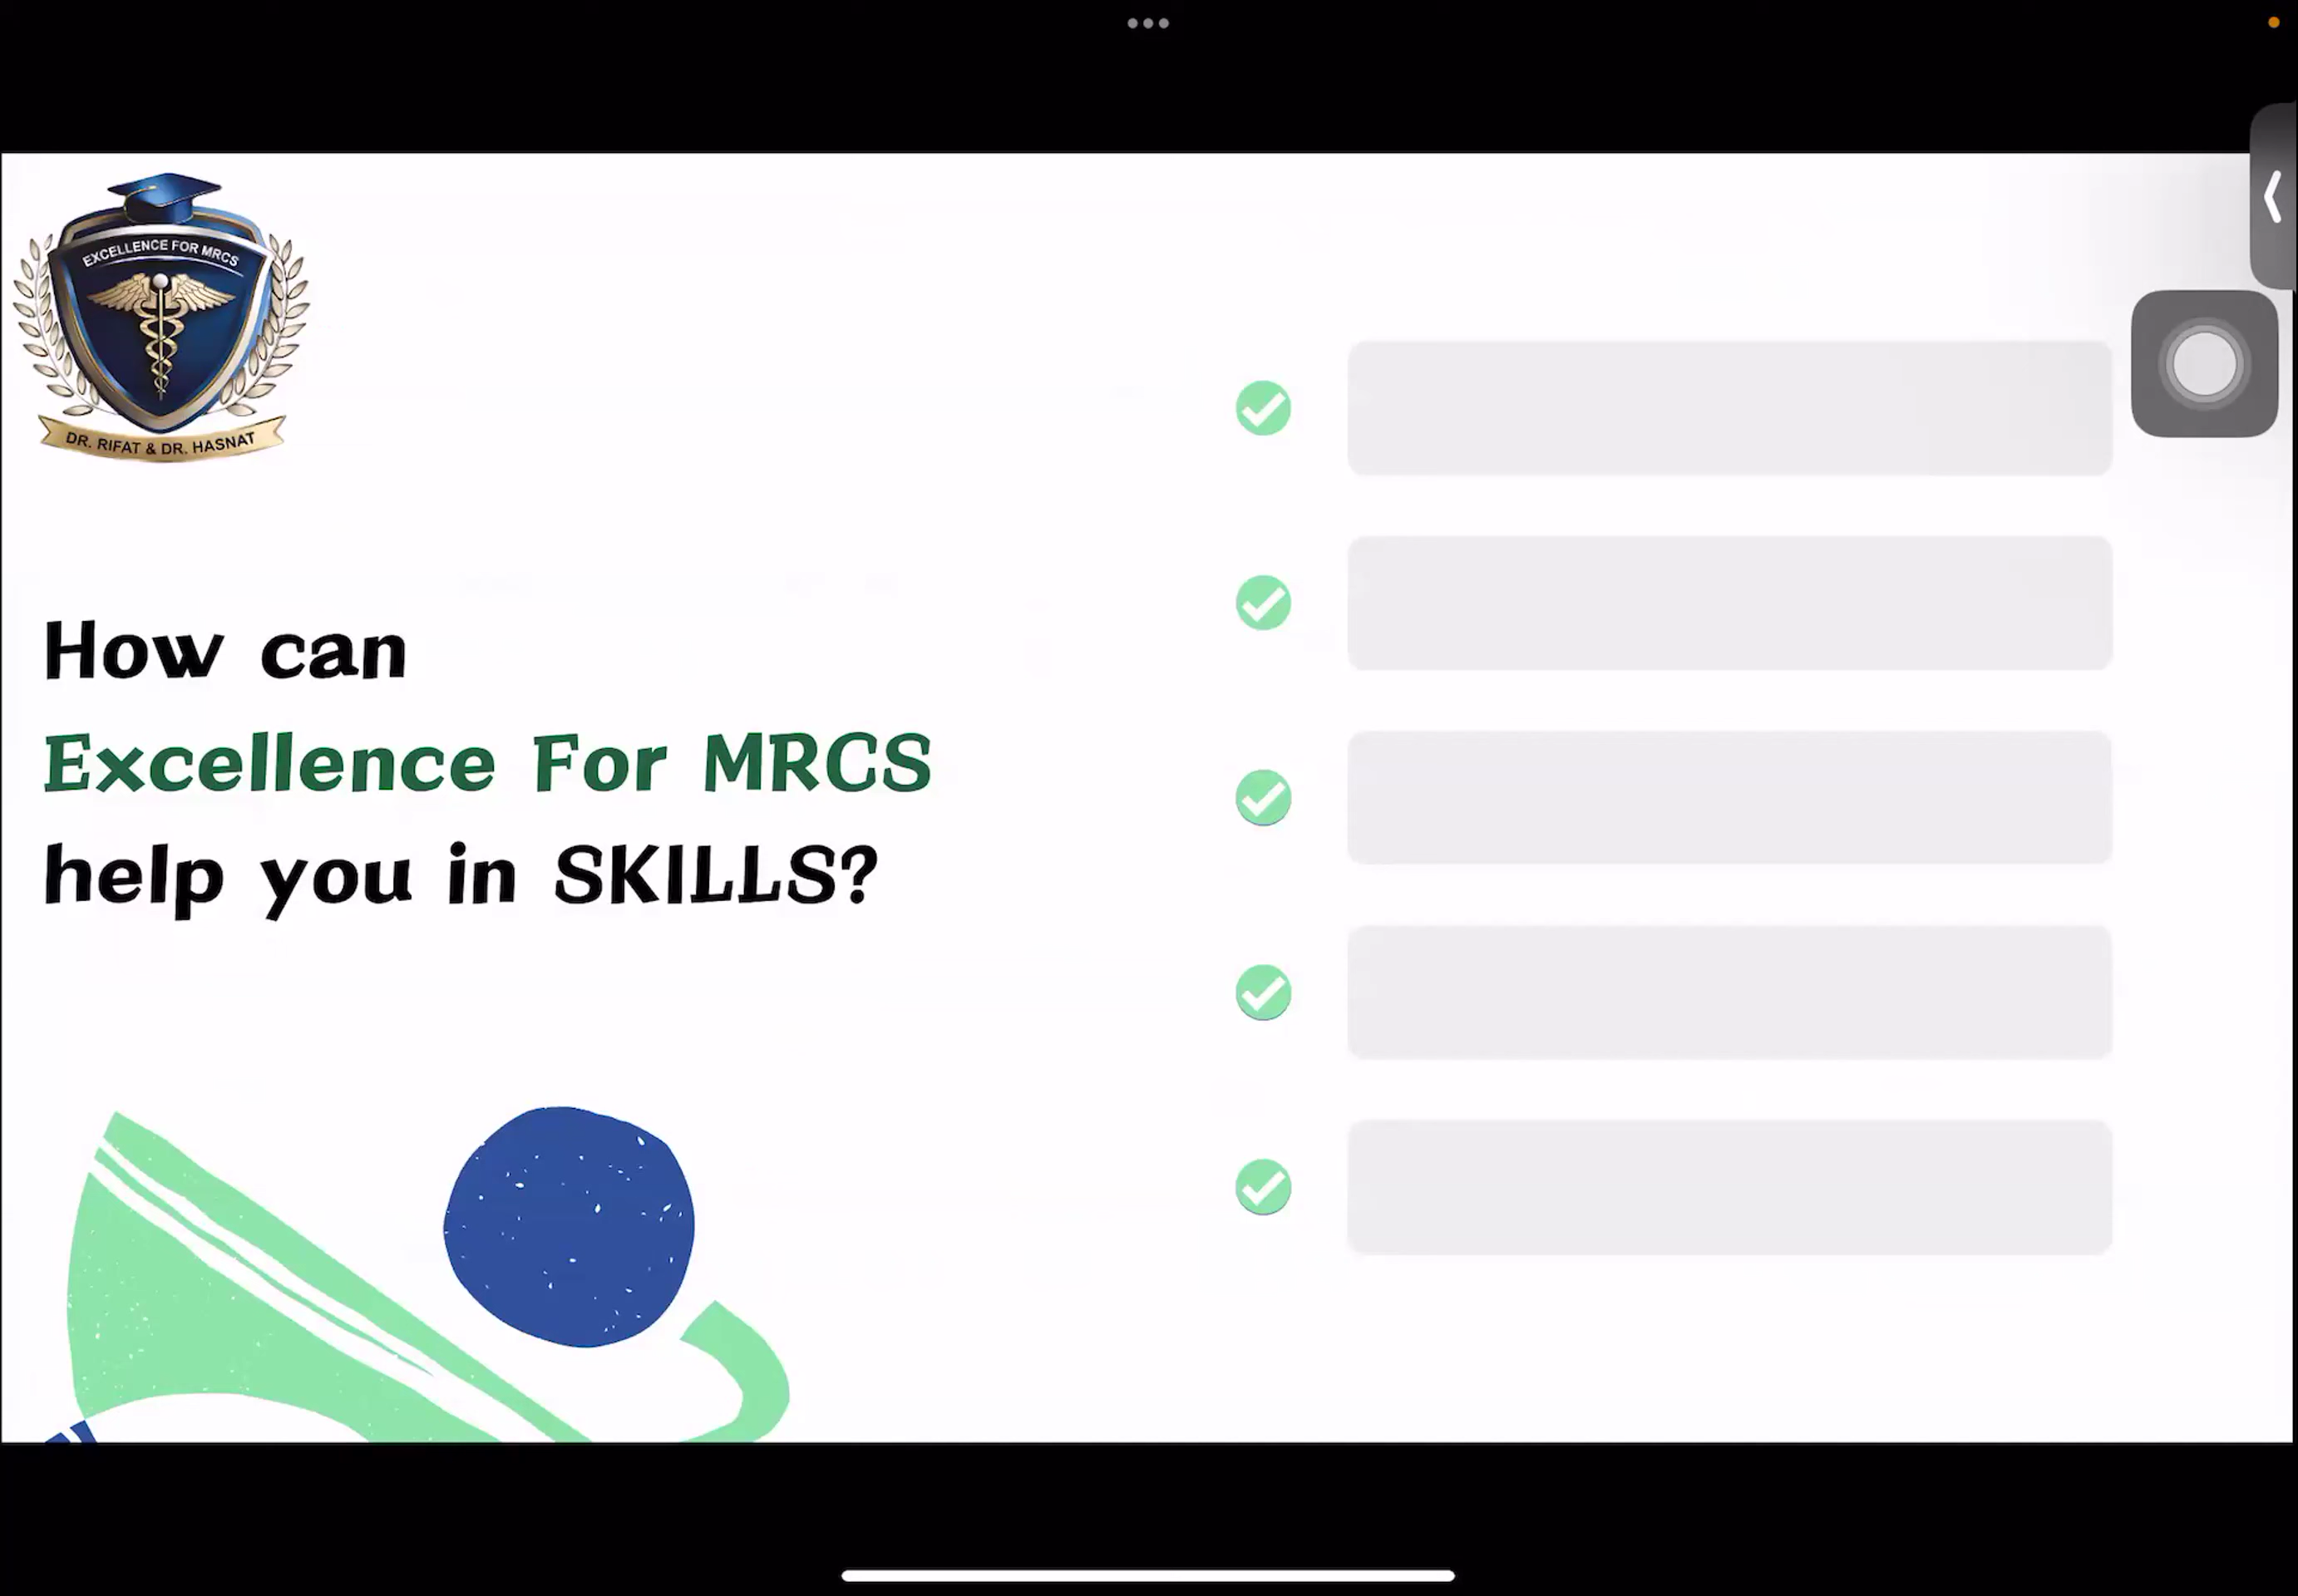 EXCELLENCE FOR MRCS
DR. RIFAT & DR. HASNAT
How can
Excellence For MRCS
help you in SKILLS?